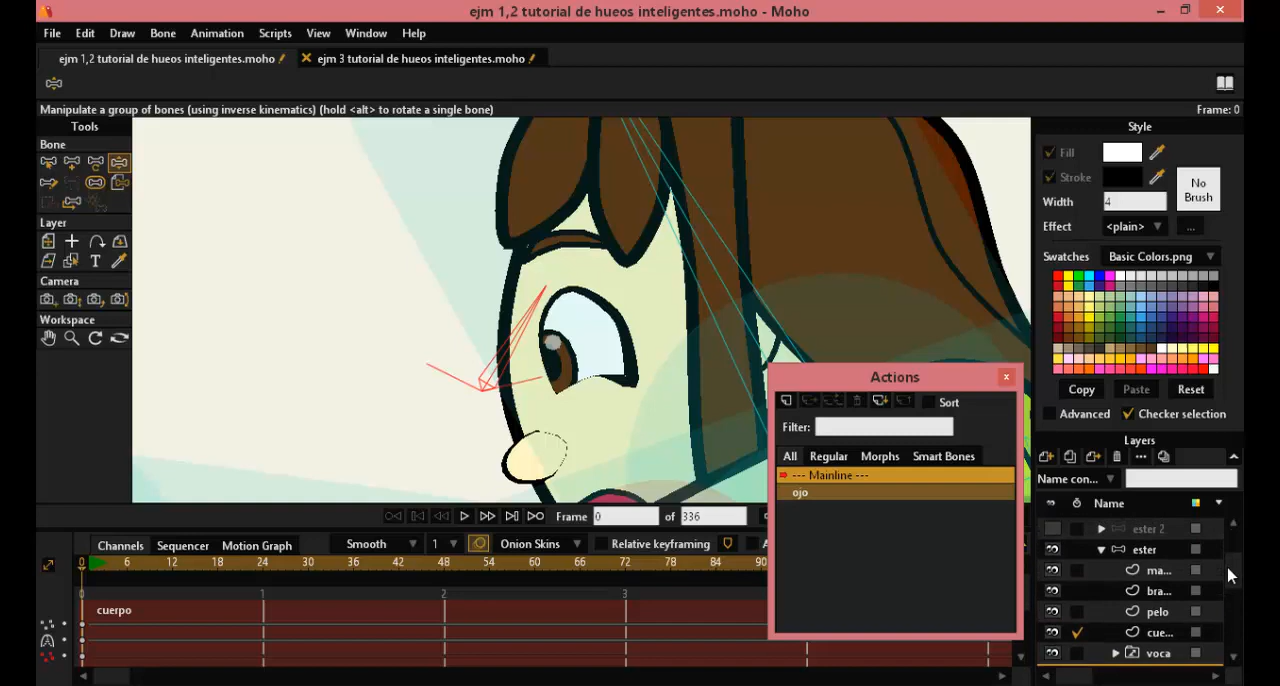 ejm 1,2 tutorial de hueos inteligentes.moho - Moho
File Edit Draw Bone Animation Scripts View Window Help
ejm 1,2 tutorial de hueos inteligentes.moho ejm 3 tutorial de hueos inteligentes.moho
Manipulate a group of bones (using inverse kinematics) (hold <alt> to rotate a single bone) Frame: 0
Tools
Bone
Layer
T
Camera
Workspace
Style
Fill
Stroke
No
Brush
Width 4
Effect <plain> ...
Swatches Basic Colors.png
Copy Paste Reset
Advanced Checker selection
Actions
Sort
Filter:
All Regular Morphs Smart Bones
--- Mainline ---
ojo
Layers
Name con...
Name
ester 2
ester
ma...
bra...
pelo
cue...
voca
Frame 0 of 336
Channels Sequencer Motion Graph Smooth 1 Onion Skins Relative keyframing
0 6 12 18 24 30 36 42 48 54 60 66 72 78 84 90
0 1 2 3
cuerpo